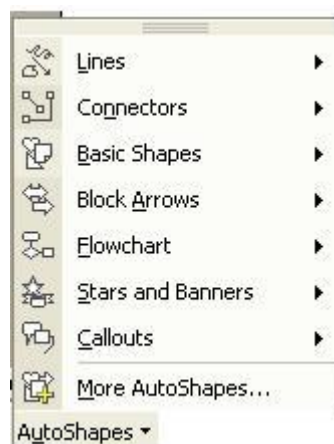 Lines
Connectors
Basic Shapes
Block Arrows
Flowchart
Stars and Banners
Callouts
More AutoShapes...
AutoShapes